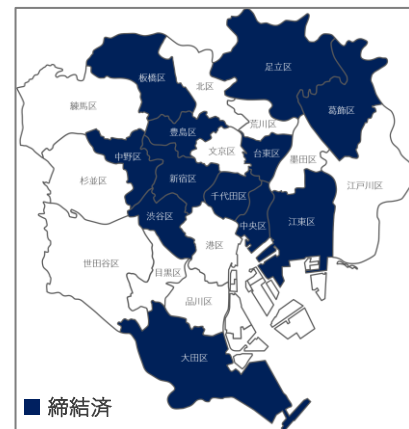 足立区
板橋区
北区
葛飾区
練馬区
荒川区
豊島区
文京区
台東区
墨田区
中野区
江戸川区
杉並区
新宿区
千代田区
渋谷区
中央区
江東区
港区
世田谷区
目黒区
品川区
大田区
締結済